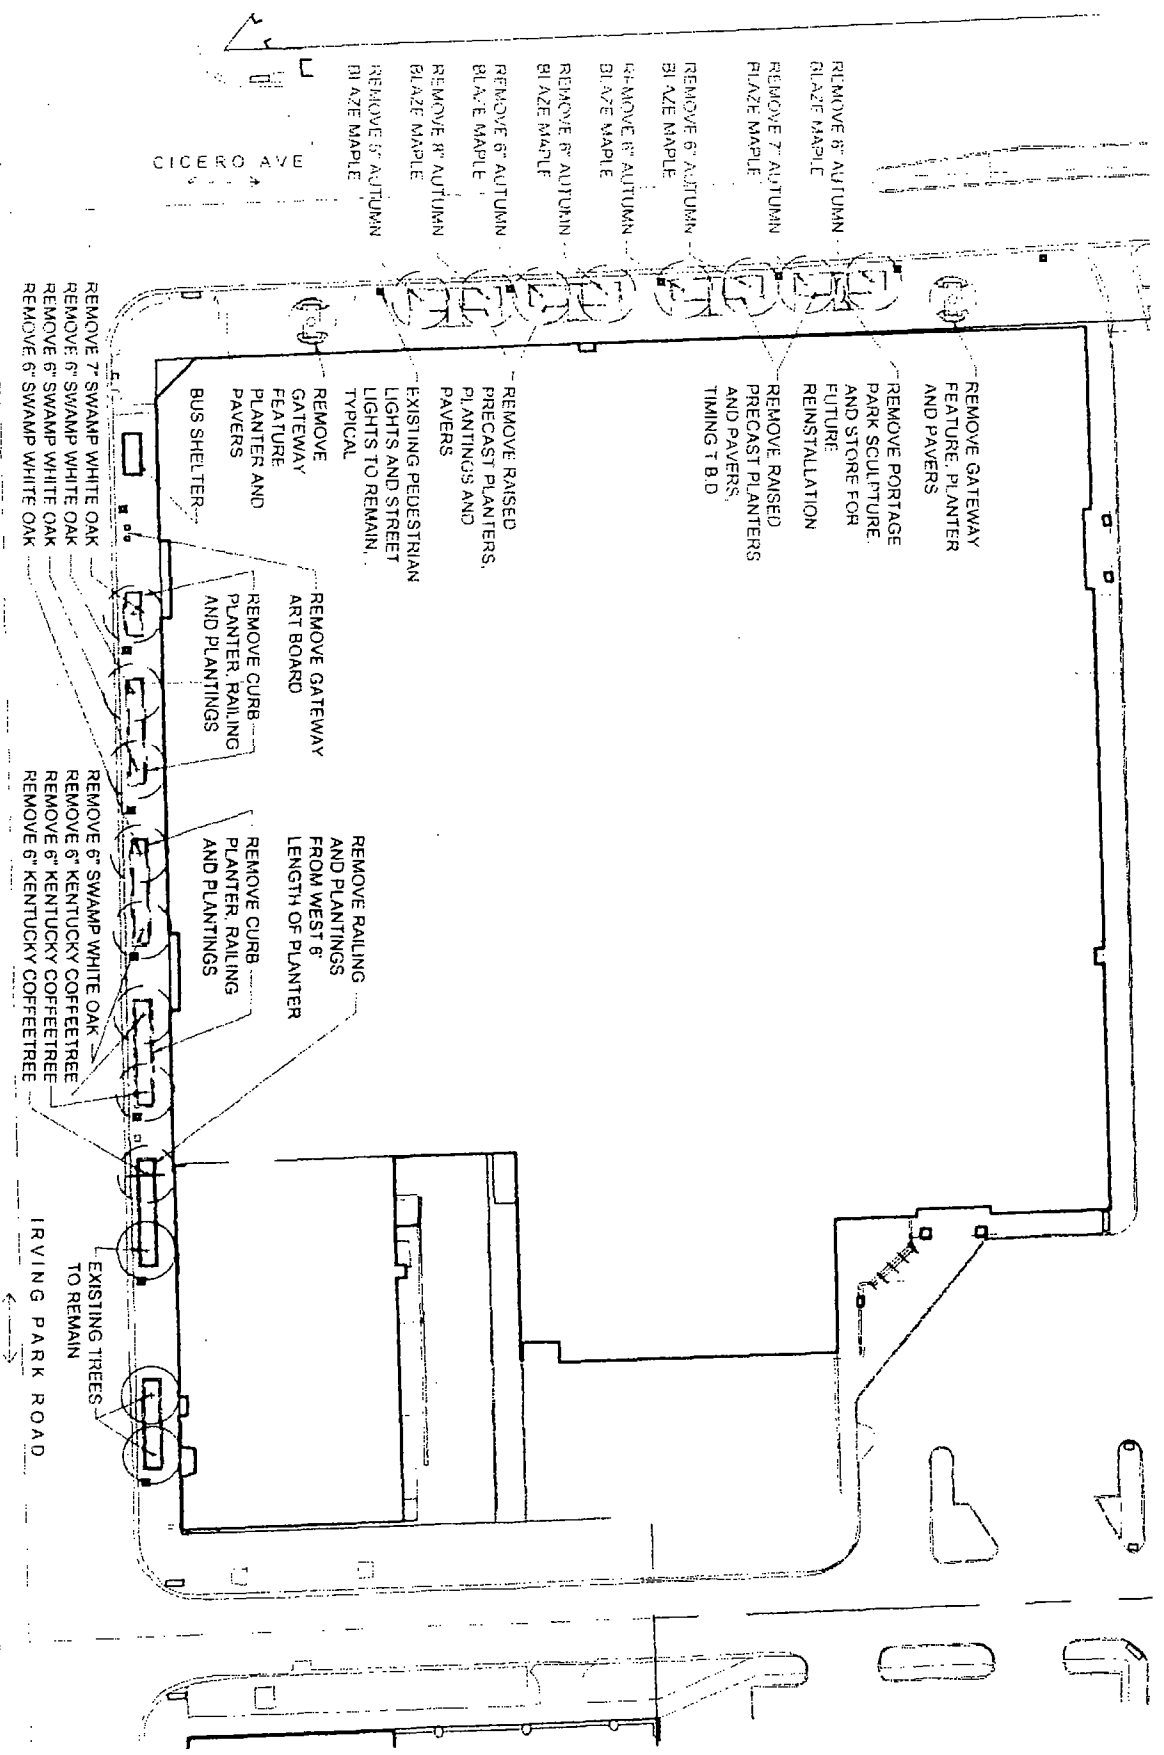 CICERO AVE
REMOVE 6" AUTUMN
BLAZE MAPLE
REMOVE 7" AUTUMN
BLAZE MAPLE
REMOVE 6" AUTUMN
BLAZE MAPLE
REMOVE 6" AUTUMN
BLAZE MAPLE
REMOVE 6" AUTUMN
BLAZE MAPLE
REMOVE 6" AUTUMN
BLAZE MAPLE
REMOVE 8" AUTUMN
BLAZE MAPLE
REMOVE 5" AUTUMN
BLAZE MAPLE
REMOVE GATEWAY
FEATURE, PLANTER
AND PAVERS
REMOVE PORTAGE
PARK SCULPTURE.
AND STORE FOR
FUTURE
REINSTALLATION
REMOVE RAISED
PRECAST PLANTERS
AND PAVERS,
TIMING T.B.D
REMOVE RAISED
PRECAST PLANTERS,
PLANTINGS AND
PAVERS
EXISTING PEDESTRIAN
LIGHTS AND STREET
LIGHTS TO REMAIN,
TYPICAL
REMOVE
GATEWAY
FEATURE
PLANTER AND
PAVERS
BUS SHELTER
REMOVE 7" SWAMP WHITE OAK
REMOVE 6" SWAMP WHITE OAK
REMOVE 6" SWAMP WHITE OAK
REMOVE 6" SWAMP WHITE OAK
REMOVE GATEWAY
ART BOARD
REMOVE CURB
PLANTER, RAILING
AND PLANTINGS
REMOVE RAILING
AND PLANTINGS
FROM WEST 6'
LENGTH OF PLANTER
REMOVE CURB
PLANTER, RAILING
AND PLANTINGS
REMOVE 6" SWAMP WHITE OAK
REMOVE 6" KENTUCKY COFFEETREE
REMOVE 6" KENTUCKY COFFEETREE
REMOVE 6" KENTUCKY COFFEETREE
EXISTING TREES
TO REMAIN
IRVING PARK ROAD